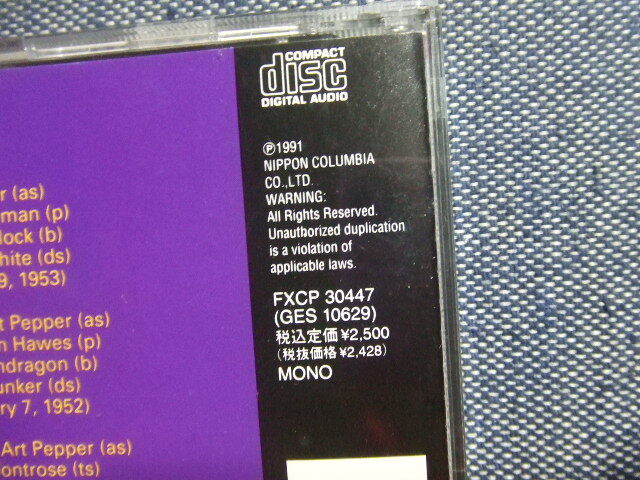 COMPACT
disc
DIGITAL AUDIO
℗1991
NIPPON COLUMBIA
CO.,LTD.
WARNING:
All Rights Reserved.
Unautborized duplication
is a violation of
applicable laws.
FXCP 30447
(GES 10629)
税込定価¥2,500
(税抜価格¥2,428)
MONO
r (as)
man (p)
lock (b)
hite (ds)
9, 1953)
t Pepper (as)
n Hawes (p)
ndragon (b)
unker (ds)
ry 7, 1952)
Art Pepper (as)
ontrose (ts)